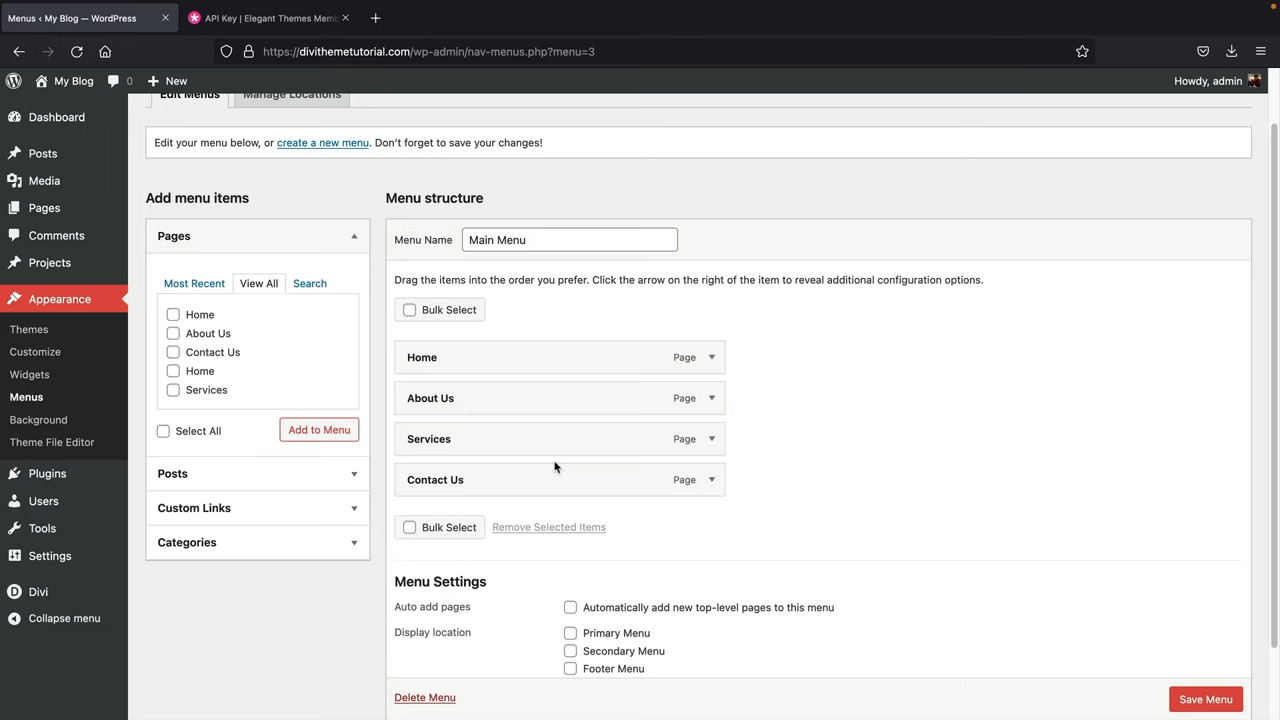 Menus ‹ My Blog — WordPress
API Key | Elegant Themes Memb
https://divithemetutorial.com/wp-admin/nav-menus.php?menu=3
My Blog
0
New
Howdy, admin
Dashboard
Posts
Media
Pages
Comments
Projects
Appearance
Themes
Customize
Widgets
Menus
Background
Theme File Editor
Plugins
Users
Tools
Settings
Divi
Collapse menu
Edit Menus
Manage Locations
Edit your menu below, or create a new menu. Don’t forget to save your changes!
Add menu items
Pages
Most Recent
View All
Search
Home
About Us
Contact Us
Home
Services
Select All
Add to Menu
Posts
Custom Links
Categories
Menu structure
Menu Name
Main Menu
Drag the items into the order you prefer. Click the arrow on the right of the item to reveal additional configuration options.
Bulk Select
Home Page
About Us Page
Services Page
Contact Us Page
Bulk Select
Remove Selected Items
Menu Settings
Auto add pages
Automatically add new top-level pages to this menu
Display location
Primary Menu
Secondary Menu
Footer Menu
Delete Menu
Save Menu